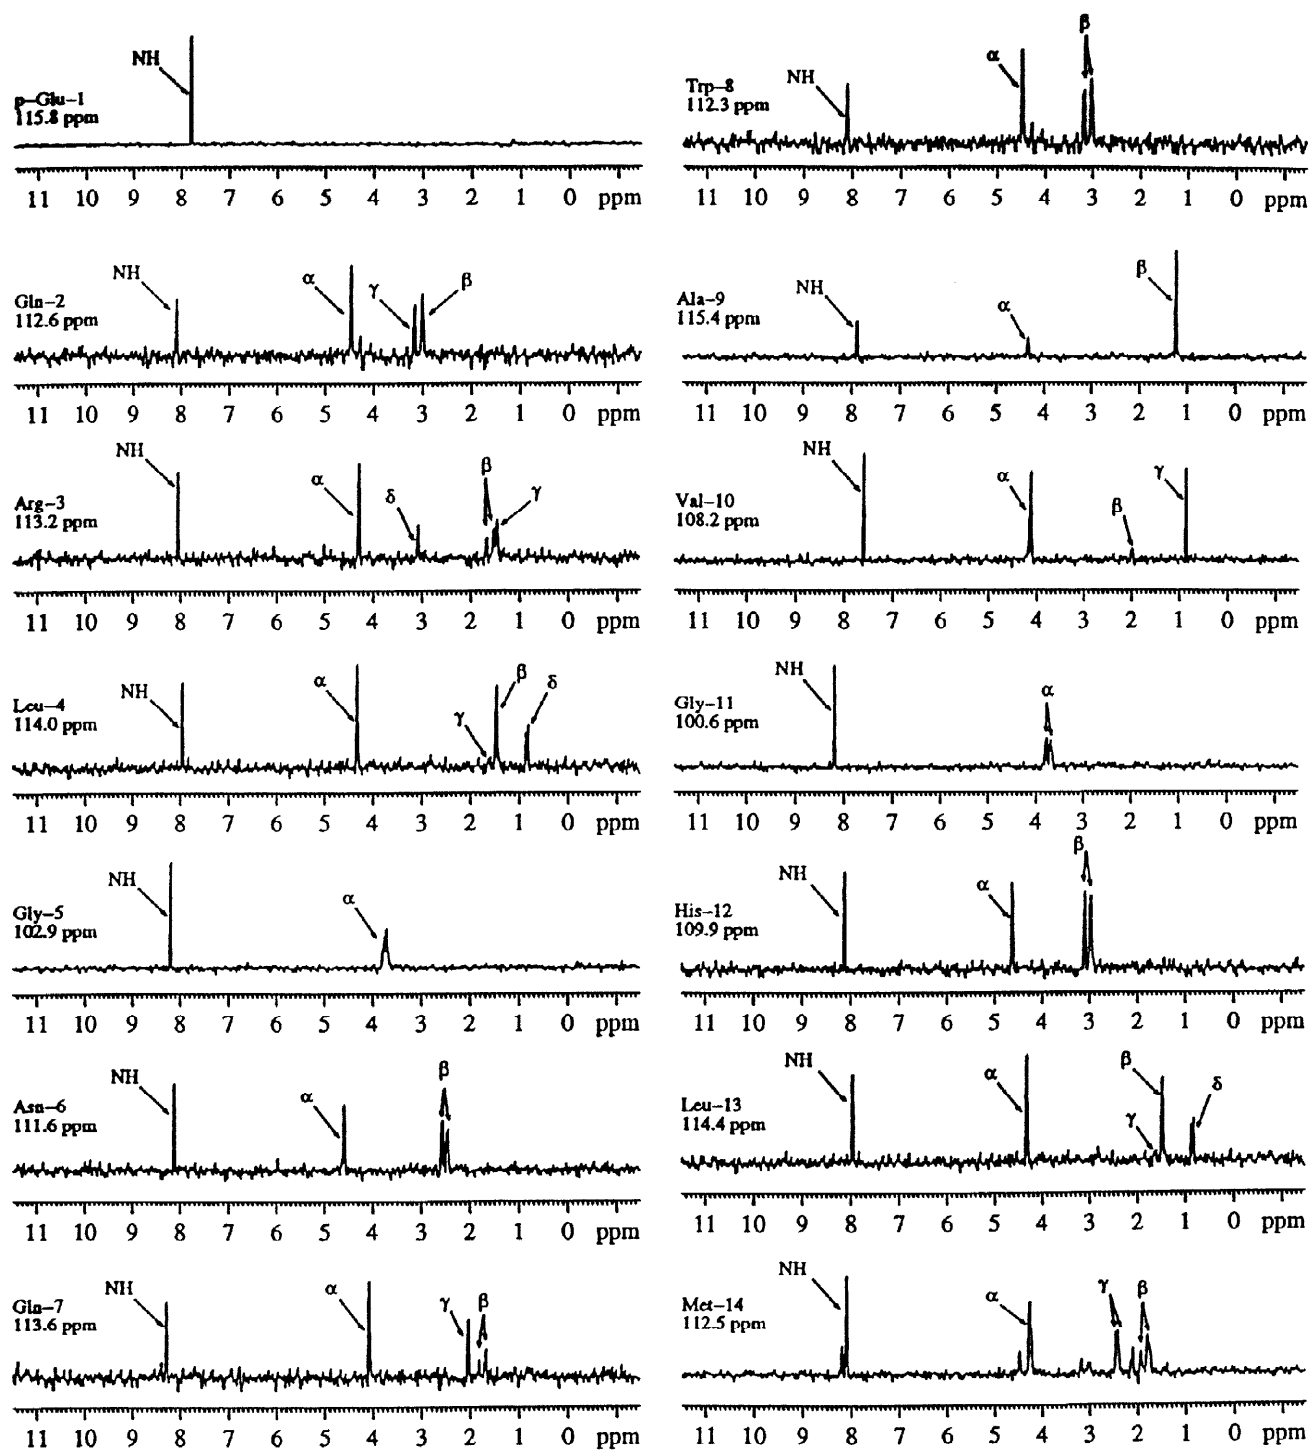 NH
p-Glu-1
115.8 ppm
11 10 9 8 7 6 5 4 3 2 1 0 ppm
NH
α
γ
β
Gln-2
112.6 ppm
11 10 9 8 7 6 5 4 3 2 1 0 ppm
NH
α
δ
β
γ
Arg-3
113.2 ppm
11 10 9 8 7 6 5 4 3 2 1 0 ppm
NH
α
γ
β
δ
Leu-4
114.0 ppm
11 10 9 8 7 6 5 4 3 2 1 0 ppm
NH
α
Gly-5
102.9 ppm
11 10 9 8 7 6 5 4 3 2 1 0 ppm
NH
α
β
Asn-6
111.6 ppm
11 10 9 8 7 6 5 4 3 2 1 0 ppm
NH
α
γ
β
Gln-7
113.6 ppm
11 10 9 8 7 6 5 4 3 2 1 0 ppm
NH
α
β
Trp-8
112.3 ppm
11 10 9 8 7 6 5 4 3 2 1 0 ppm
NH
α
β
Ala-9
115.4 ppm
11 10 9 8 7 6 5 4 3 2 1 0 ppm
NH
α
β
γ
Val-10
108.2 ppm
11 10 9 8 7 6 5 4 3 2 1 0 ppm
NH
α
Gly-11
100.6 ppm
11 10 9 8 7 6 5 4 3 2 1 0 ppm
NH
α
β
His-12
109.9 ppm
11 10 9 8 7 6 5 4 3 2 1 0 ppm
NH
α
β
γ
δ
Leu-13
114.4 ppm
11 10 9 8 7 6 5 4 3 2 1 0 ppm
NH
α
γ
β
Met-14
112.5 ppm
11 10 9 8 7 6 5 4 3 2 1 0 ppm